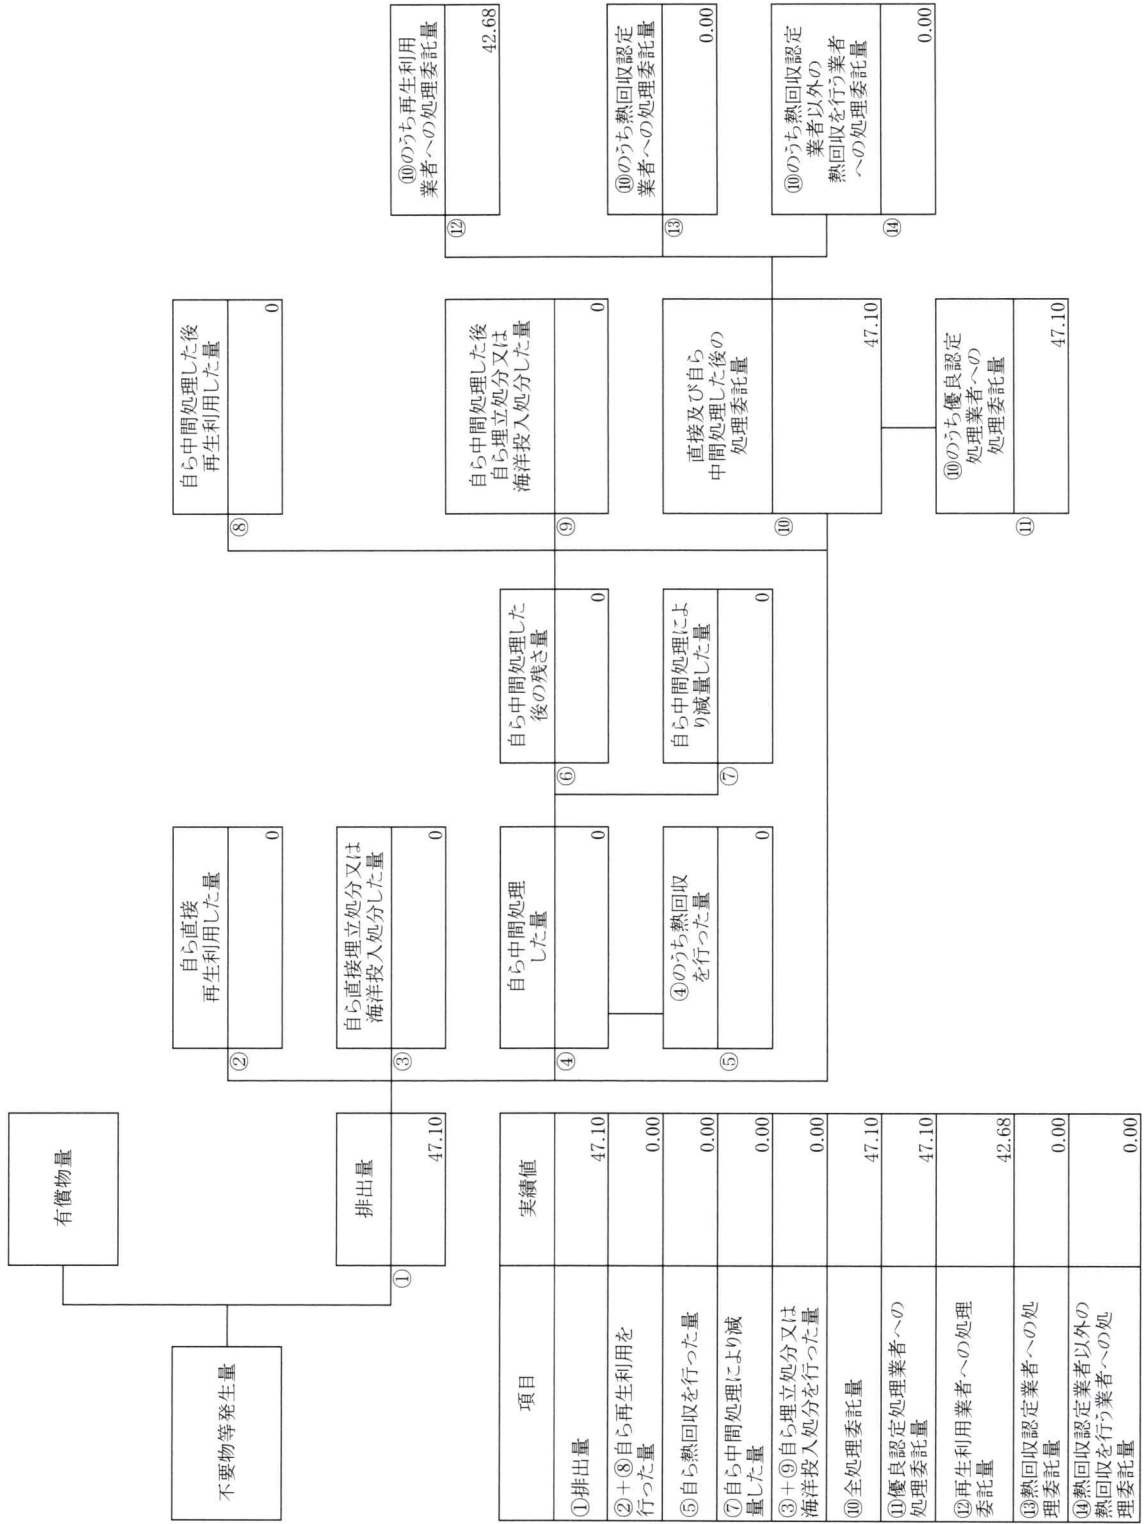 不要物等発生量
有償物量
排出量
①
47.10
自ら直接
再生利用した量
②
0
自ら直接埋立処分又は
海洋投入処分した量
③
0
自ら中間処理
した量
④
0
④のうち熱回収
を行った量
⑤
0
自ら中間処理した
後の残さ量
⑥
0
自ら中間処理によ
り減量した量
⑦
0
自ら中間処理した後
再生利用した量
⑧
0
自ら中間処理した後
自ら埋立処分又は
海洋投入処分した量
⑨
0
直接及び自ら
中間処理した後の
処理委託量
⑩
47.10
⑩のうち優良認定
処理業者への
処理委託量
⑪
47.10
⑩のうち再生利用
業者への処理委託量
⑫
42.68
⑩のうち熱回収認定
業者への処理委託量
⑬
0.00
⑩のうち熱回収認定
業者以外の
熱回収を行う業者
への処理委託量
⑭
0.00
項目 実績値
①排出量 47.10
②+⑧自ら再生利用を
行った量 0.00
⑤自ら熱回収を行った量 0.00
⑦自ら中間処理により減
量した量 0.00
③+⑨自ら埋立処分又は
海洋投入処分を行った量 0.00
⑩全処理委託量 47.10
⑪優良認定処理業者への
処理委託量 47.10
⑫再生利用業者への処理
委託量 42.68
⑬熱回収認定業者への処
理委託量 0.00
⑭熱回収認定業者以外の
熱回収を行う業者への処
理委託量 0.00